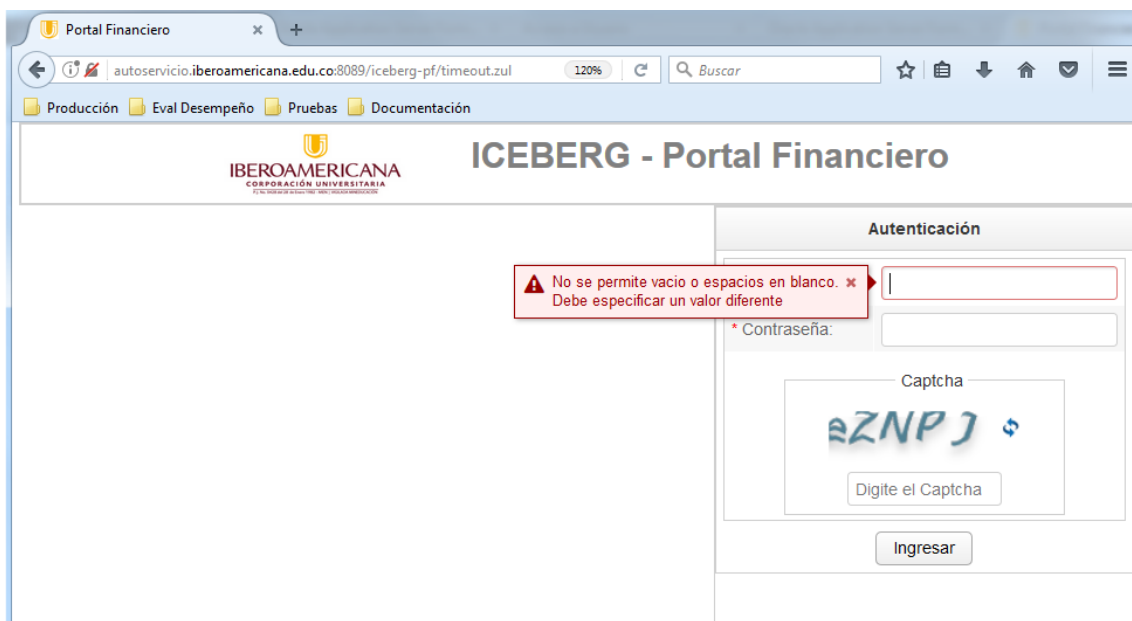 Portal Financiero
autoservicio.iberoamericana.edu.co:8089/iceberg-pf/timeout.zul 120% Buscar
Producción Eval Desempeño Pruebas Documentación
IBEROAMERICANA
CORPORACIÓN UNIVERSITARIA
ICEBERG - Portal Financiero
Autenticación
No se permite vacio o espacios en blanco.
Debe especificar un valor diferente
* Contraseña:
Captcha
Digite el Captcha
Ingresar